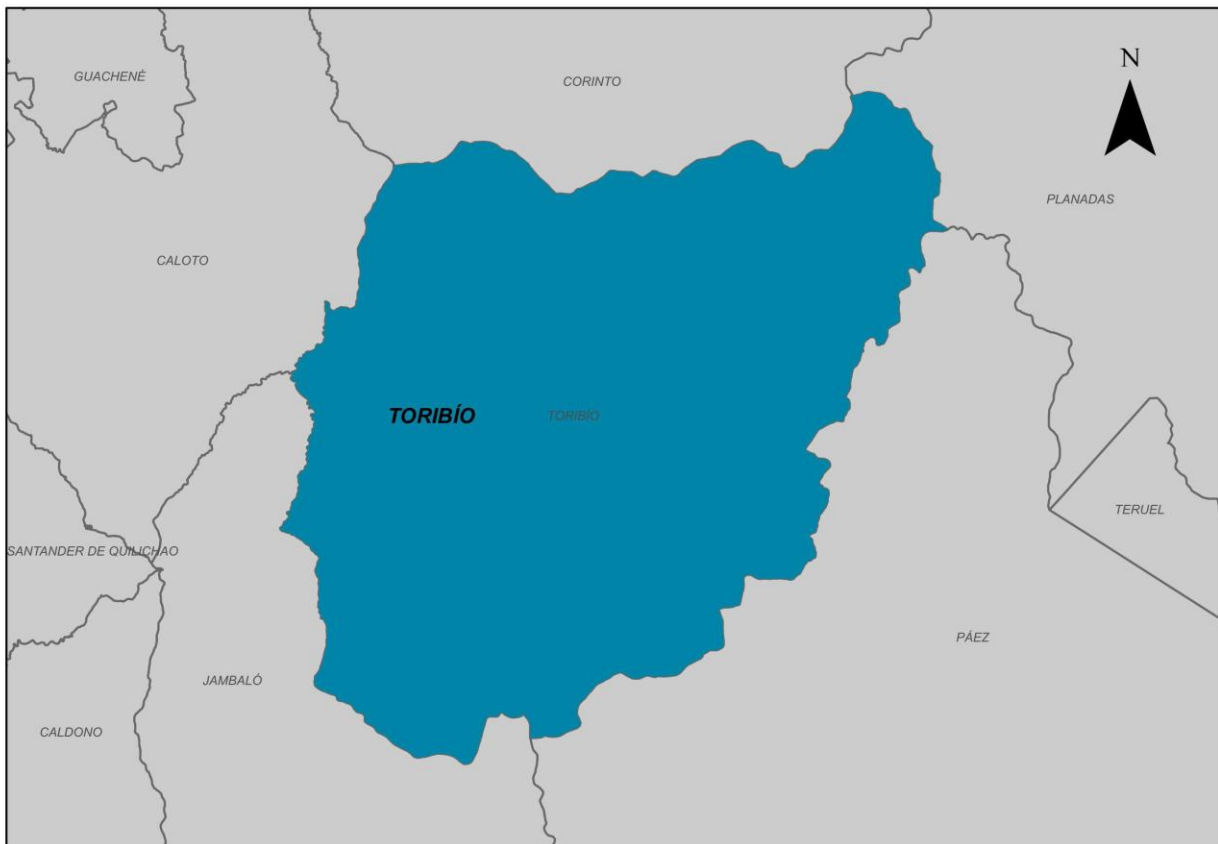 N
GUACHENÉ
CORINTO
PLANADAS
CALOTO
TORIBÍO
TORIBÍO
TERUEL
SANTANDER DE QUILICHAO
PÁEZ
JAMBALÓ
CALDONO